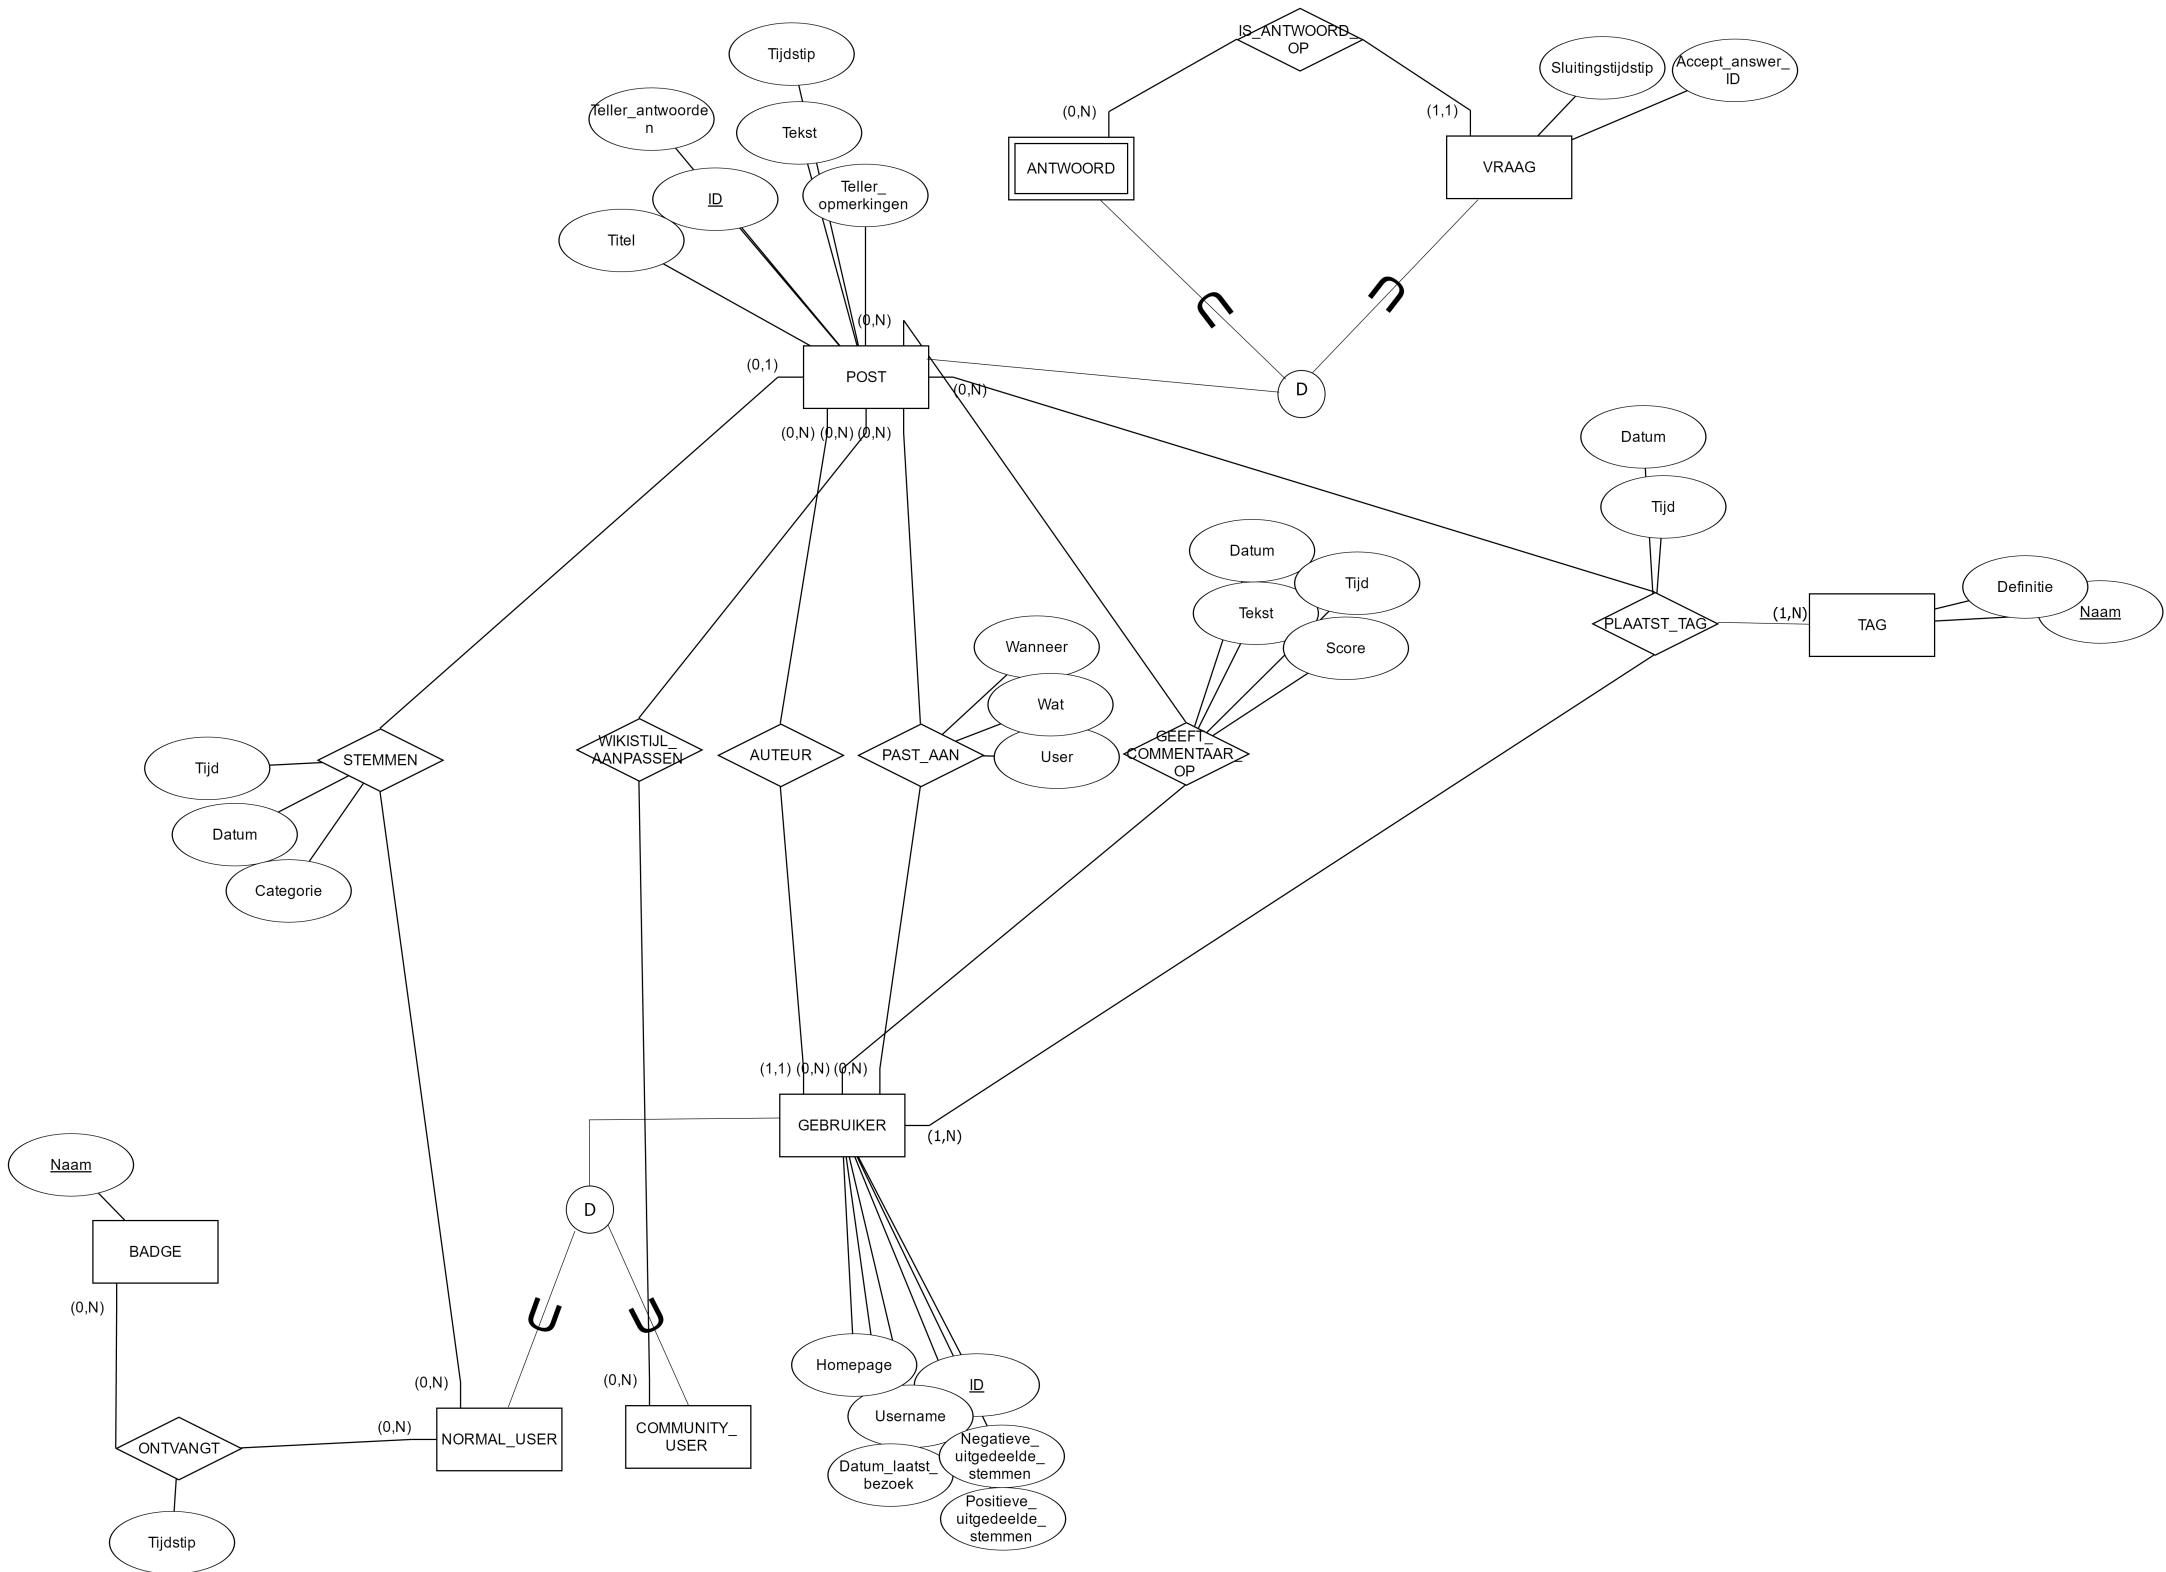 IS_ANTWOORD_
OP
Tijdstip
Sluitingstijdstip
Accept_answer_
ID
Teller_antwoorde
n
Tekst
(0,N)
(1,1)
ANTWOORD
VRAAG
ID
Teller_
opmerkingen
Titel
(0,N)
(0,1)
POST
(0,N)
D
(0,N)
(0,N)
(0,N)
Datum
Tijd
Datum
Tijd
Tekst
Score
Definitie
Naam
(1,N)
PLAATST_TAG
TAG
Wanneer
Wat
User
STEMMEN
WIKISTIJL_
AANPASSEN
AUTEUR
PAST_AAN
GEEFT_
COMMENTAAR_
OP
Tijd
Datum
Categorie
(1,1)
(0,N)
(0,N)
GEBRUIKER
(1,N)
Naam
D
BADGE
(0,N)
(0,N)
(0,N)
(0,N)
NORMAL_USER
COMMUNITY_
USER
ONTVANGT
Tijdstip
Homepage
ID
Username
Negatieve_
uitgedeelde_
stemmen
Datum_laatst_
bezoek
Positieve_
uitgedeelde_
stemmen